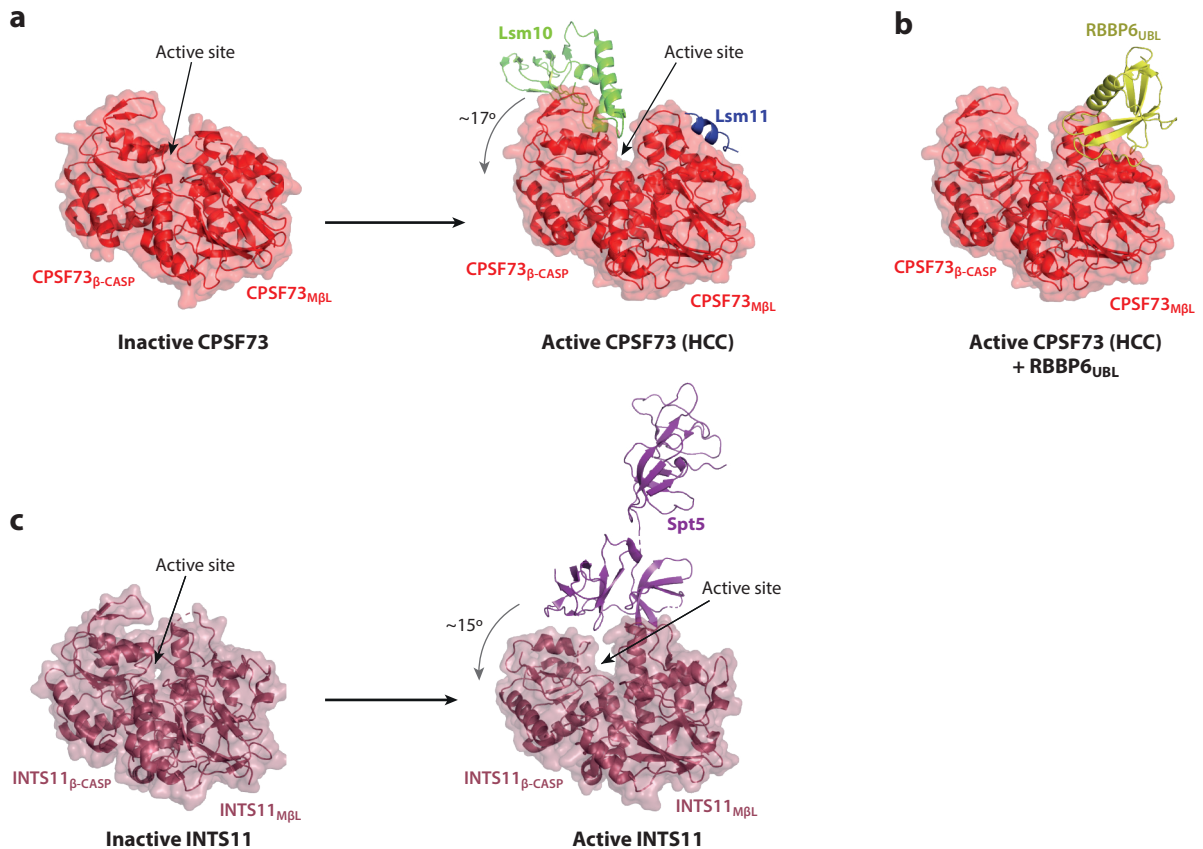 a
Active site
Lsm10
Active site
~17°
Lsm11
CPSF73β-CASP
CPSF73MβL
CPSF73β-CASP
CPSF73MβL
Inactive CPSF73
Active CPSF73 (HCC)
b
RBBP6UBL
CPSF73β-CASP
CPSF73MβL
Active CPSF73 (HCC)
+ RBBP6UBL
c
Active site
Spt5
Active site
~15°
INTS11β-CASP
INTS11MβL
INTS11β-CASP
INTS11MβL
Inactive INTS11
Active INTS11